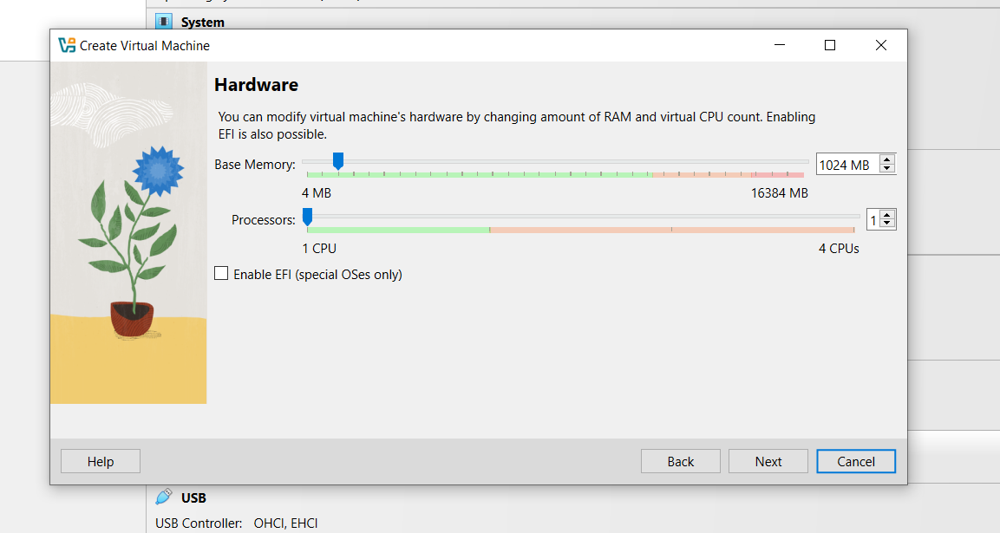 System
Create Virtual Machine
Hardware
You can modify virtual machine's hardware by changing amount of RAM and virtual CPU count. Enabling
EFI is also possible.
Base Memory:
1024 MB
4 MB
16384 MB
Processors:
1
1 CPU
4 CPUs
Enable EFI (special OSes only)
Help
Back
Next
Cancel
USB
USB Controller: OHCI, EHCI